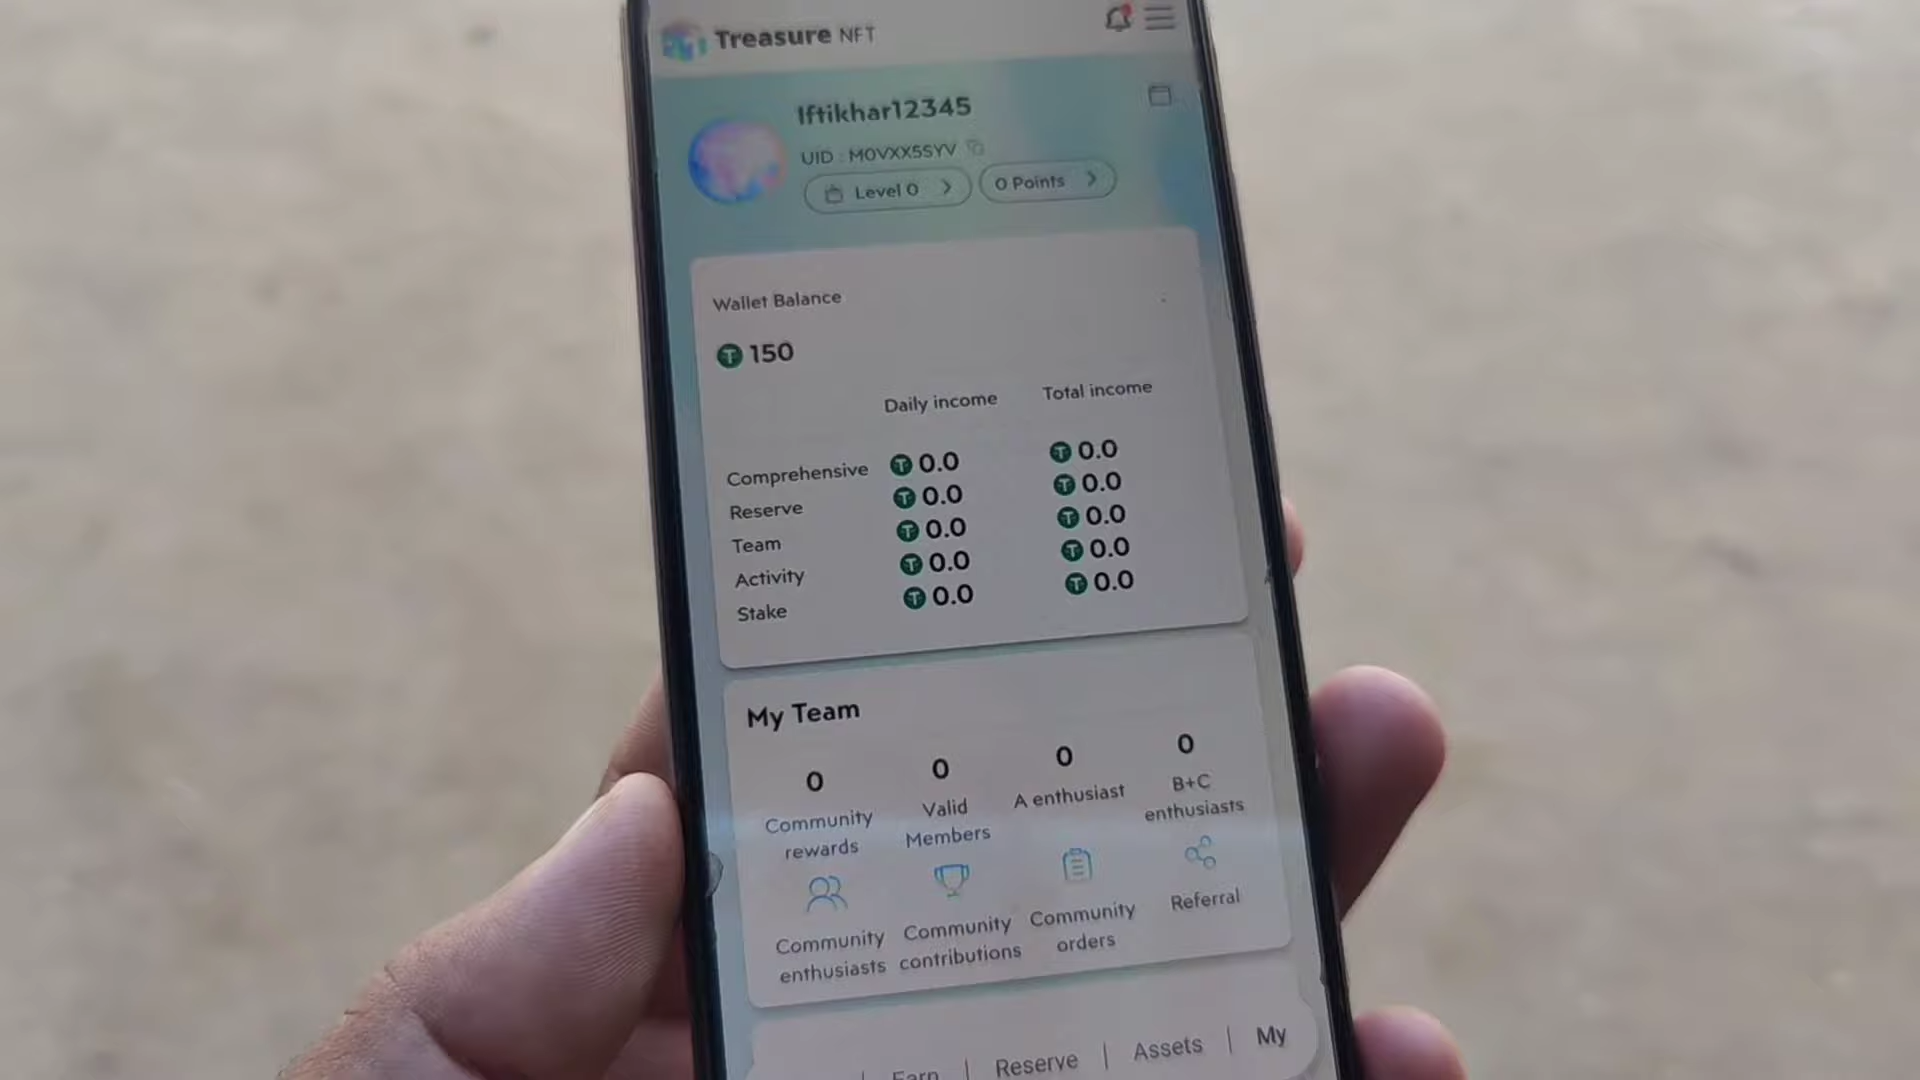 Treasure NFT
Iftikhar12345
UID : M0VXX5SYV
Level 0
0 Points
Wallet Balance
150
Daily income Total income
Comprehensive 0.0 0.0
Reserve 0.0 0.0
Team 0.0 0.0
Activity 0.0 0.0
Stake 0.0 0.0
My Team
0 0 0 0
Community rewards
Valid Members
A enthusiast
B+C enthusiasts
Community enthusiasts
Community contributions
Community orders
Referral
Earn | Reserve | Assets | My